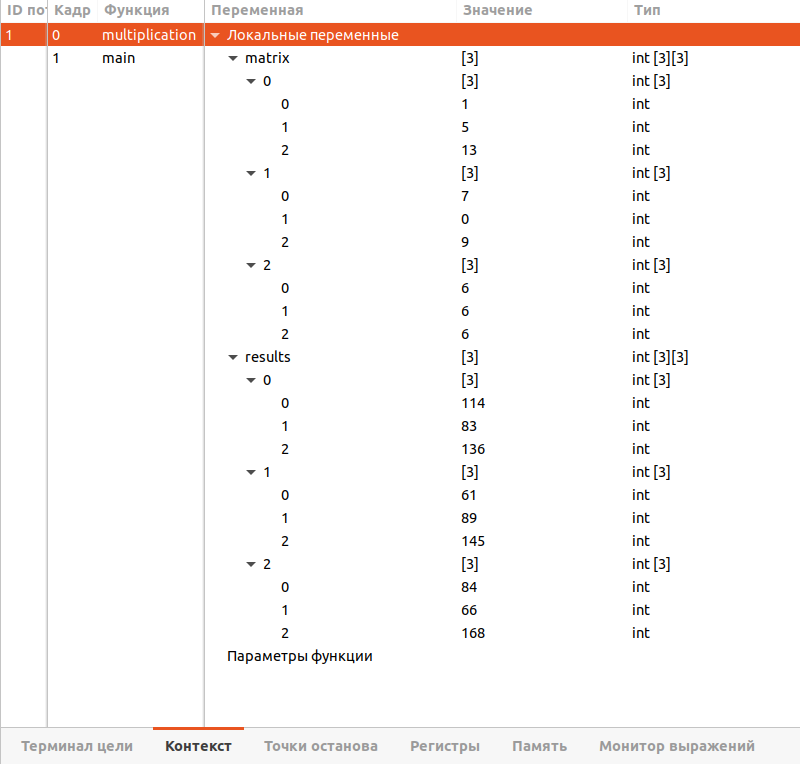 ID пот Кадр Функция Переменная Значение Тип
1 0 multiplication Локальные переменные
1 main matrix [3] int [3][3]
0 [3] int [3]
0 1 int
1 5 int
2 13 int
1 [3] int [3]
0 7 int
1 0 int
2 9 int
2 [3] int [3]
0 6 int
1 6 int
2 6 int
results [3] int [3][3]
0 [3] int [3]
0 114 int
1 83 int
2 136 int
1 [3] int [3]
0 61 int
1 89 int
2 145 int
2 [3] int [3]
0 84 int
1 66 int
2 168 int
Параметры функции
Терминал цели Контекст Точки останова Регистры Память Монитор выражений